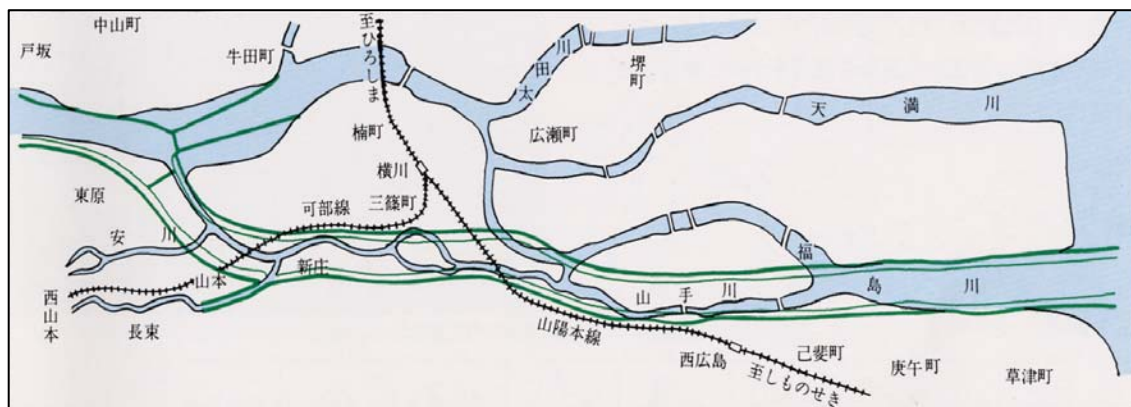 中山町
戸坂
牛田町
至ひろしま
太田川
堺町
天満川
楠町
広瀬町
横川
東原
可部線
三篠町
安川
山本
新庄
福島川
山手川
西山本
長束
山陽本線
西広島
己斐町
庚午町
草津町
至しものせき